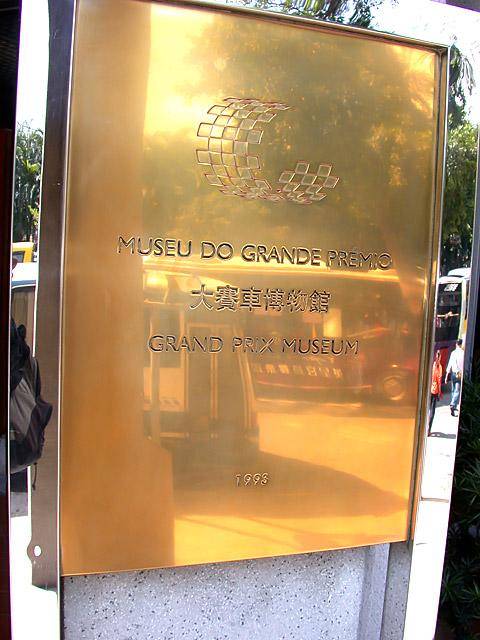 MUSEU DO GRANDE PRÉMIO
大賽車博物館
GRAND PRIX MUSEUM
1993